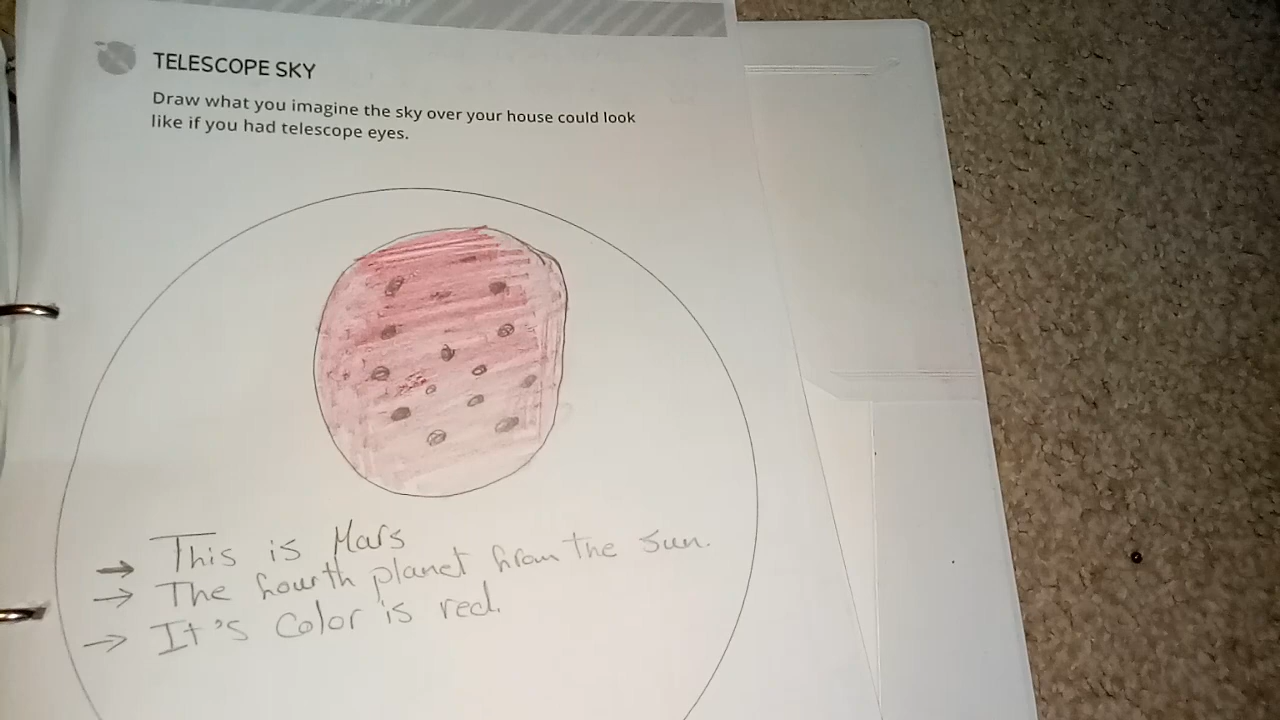 TELESCOPE SKY
Draw what you imagine the sky over your house could look
like if you had telescope eyes.
→ This is Mars
→ The fourth planet from the sun.
→ It's Color is red.